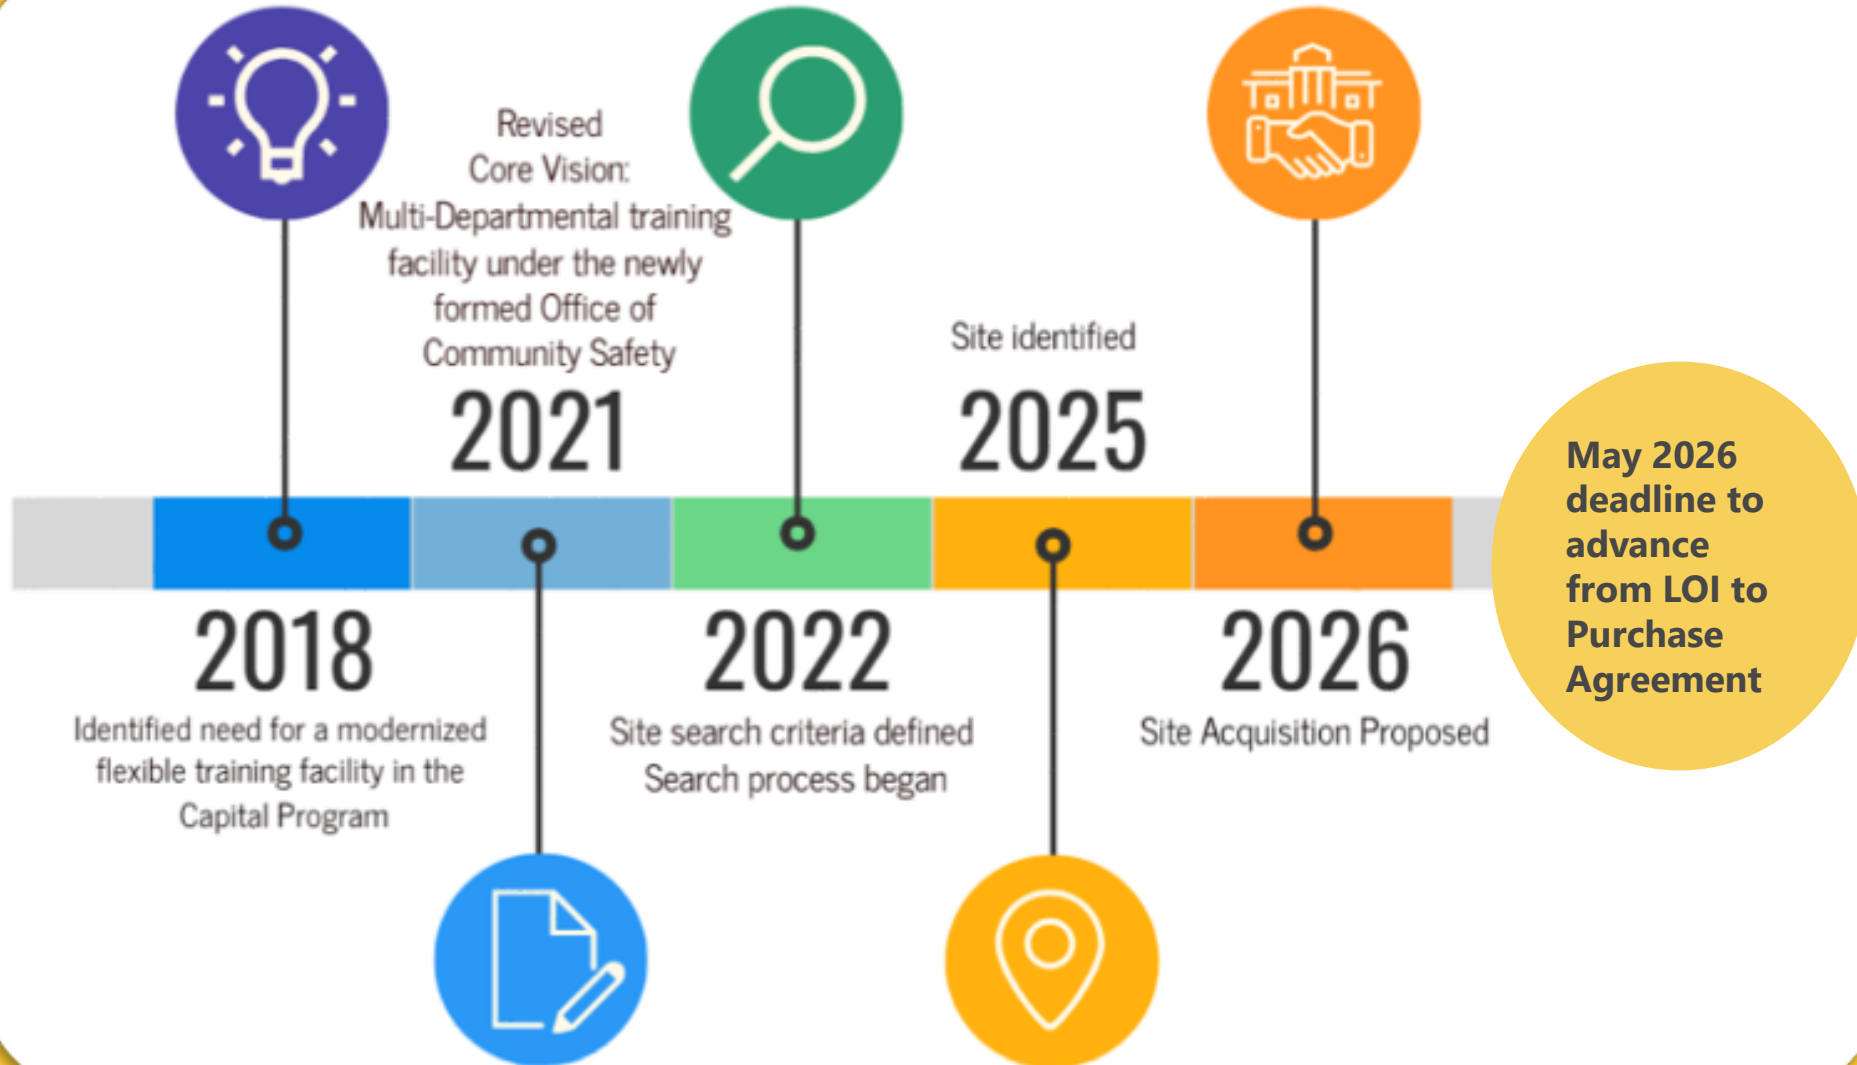 2018
Identified need for a modernized
flexible training facility in the
Capital Program
Revised
Core Vision:
Multi-Departmental training
facility under the newly
formed Office of
Community Safety
2021
2022
Site search criteria defined
Search process began
Site identified
2025
2026
Site Acquisition Proposed
May 2026
deadline to
advance
from LOI to
Purchase
Agreement